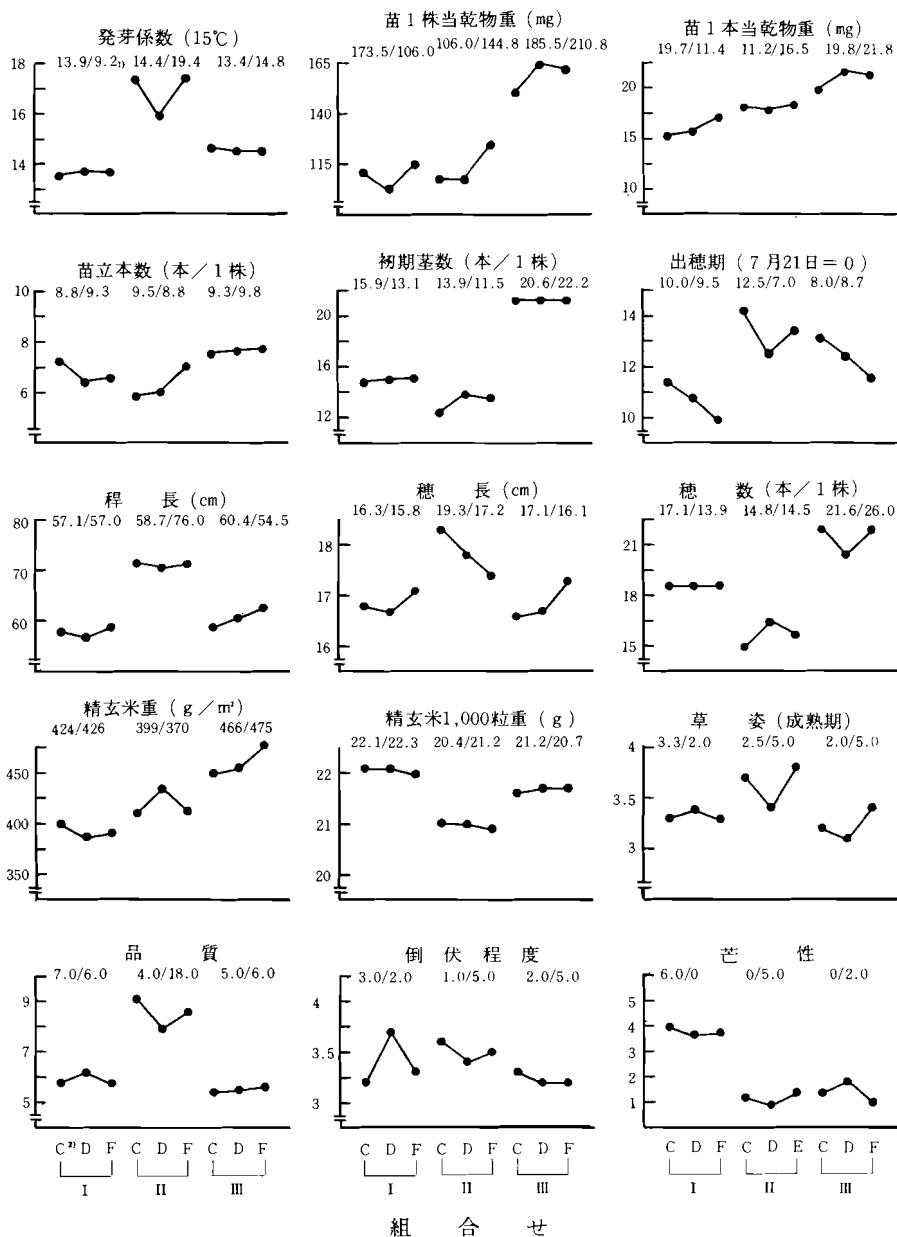 発芽係数 (15℃)
13.9/9.2₁₎ 14.4/19.4 13.4/14.8
18
16
14
苗1株当乾物重 (mg)
173.5/106.0 106.0/144.8 185.5/210.8
165
140
115
苗1本当乾物重 (mg)
19.7/11.4 11.2/16.5 19.8/21.8
20
15
10
苗立本数 (本/1株)
8.8/9.3 9.5/8.8 9.3/9.8
10
8
6
初期茎数 (本/1株)
15.9/13.1 13.9/11.5 20.6/22.2
20
16
12
出穂期 (7月21日=0)
10.0/9.5 12.5/7.0 8.0/8.7
14
12
10
稈長 (cm)
57.1/57.0 58.7/76.0 60.4/54.5
80
70
60
穂長 (cm)
16.3/15.8 19.3/17.2 17.1/16.1
18
17
16
穂数 (本/1株)
17.1/13.9 14.8/14.5 21.6/26.0
21
18
15
精玄米重 (g/m²)
424/426 399/370 466/475
450
400
350
精玄米1,000粒重 (g)
22.1/22.3 20.4/21.2 21.2/20.7
22
21
20
草姿 (成熟期)
3.3/2.0 2.5/5.0 2.0/5.0
4
3.5
3
品質
7.0/6.0 4.0/18.0 5.0/6.0
9
7
5
倒伏程度
3.0/2.0 1.0/5.0 2.0/5.0
4
3.5
3
芒性
6.0/0 0/5.0 0/2.0
5
4
3
2
1
C²⁾ D F C D F C D F
I II III
C D F C D F C D F
I II III
C D F C D E C D F
I II III
組合せ